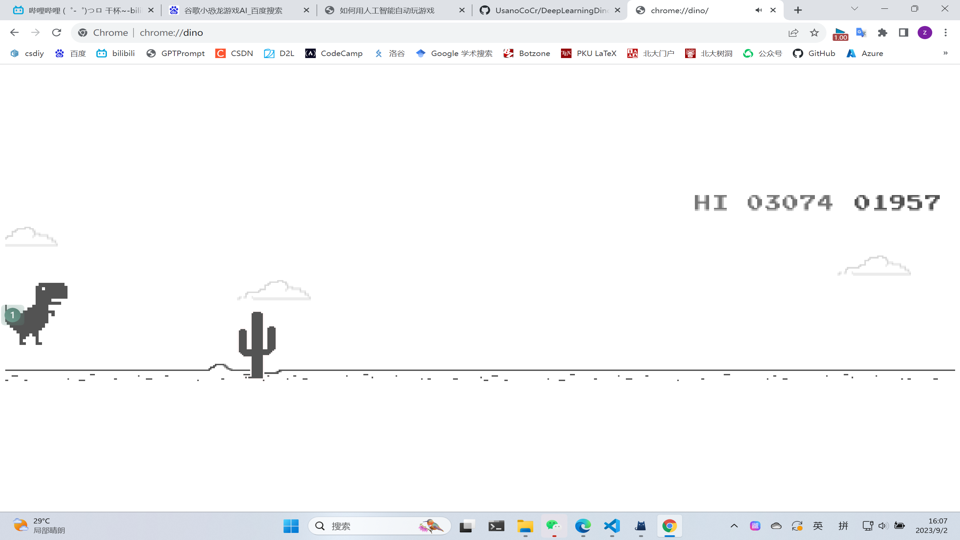 哔哩哔哩 (゜-゜)つロ 干杯~-bili
谷歌小恐龙游戏AI_百度搜索
如何用人工智能自动玩游戏
UsanoCoCr/DeepLearningDin
chrome://dino/
Chrome | chrome://dino
1.00
z
csdiy
百度
bilibili
GPTPrompt
CSDN
D2L
CodeCamp
洛谷
Google 学术搜索
Botzone
PKU LaTeX
北大门户
北大树洞
公众号
GitHub
Azure
»
HI 03074 01957
1
29°C
局部晴朗
搜索
英
拼
16:07
2023/9/2